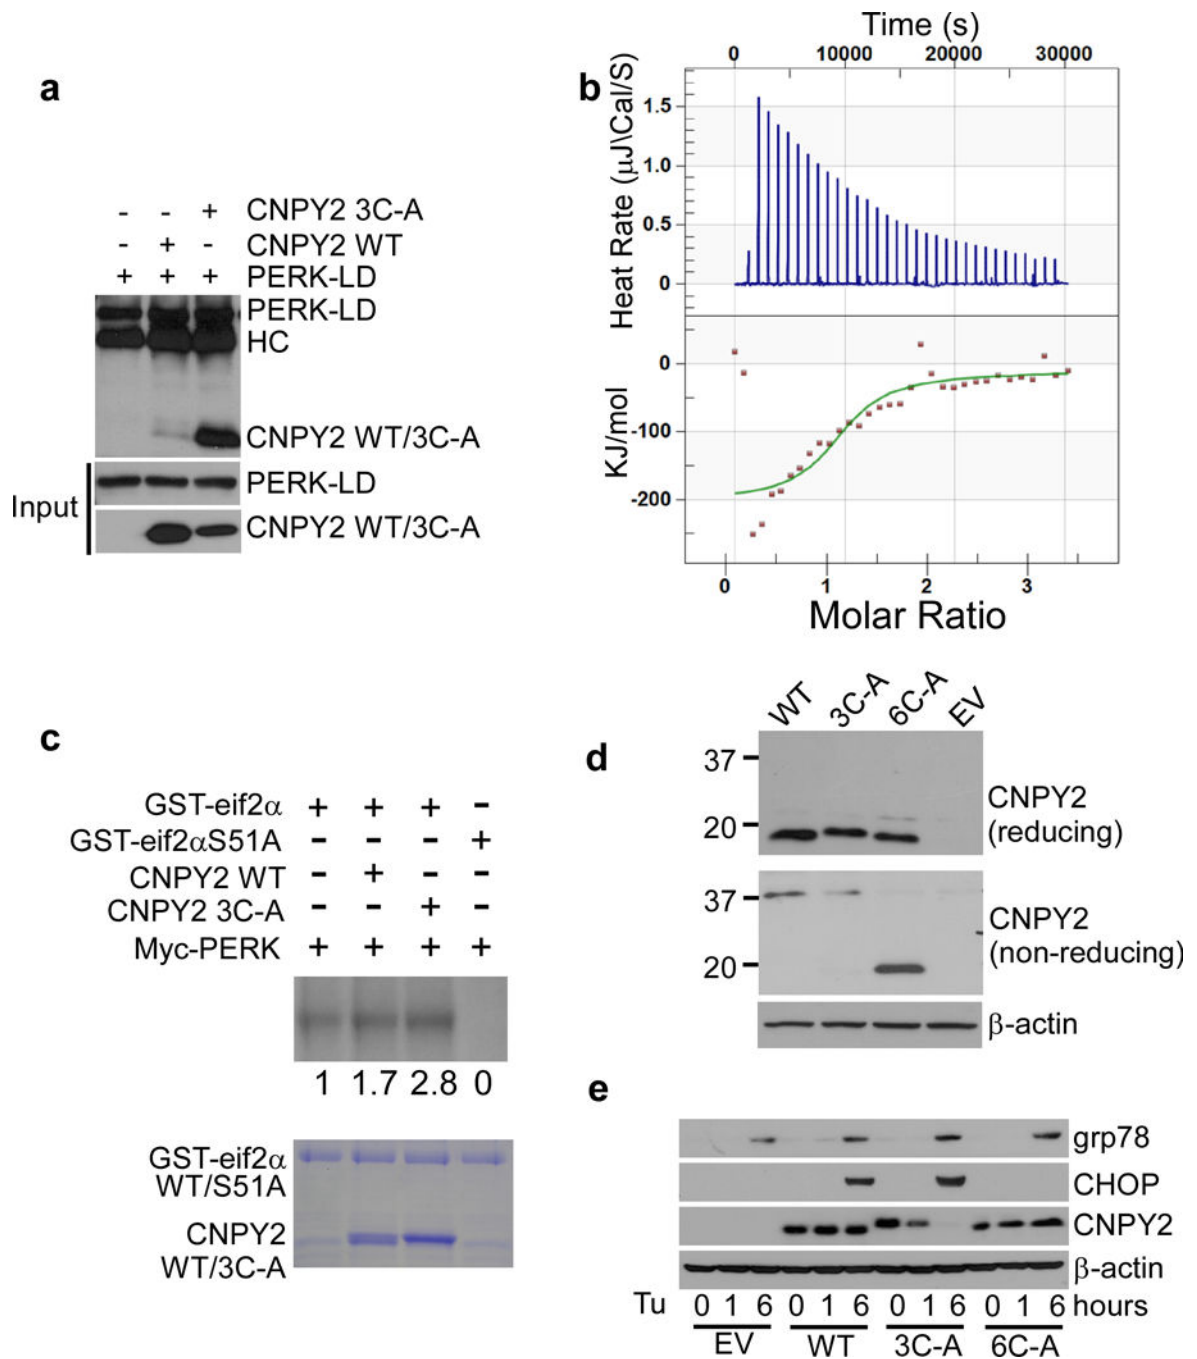 a
- - + CNPY2 3C-A
- + - CNPY2 WT
+ + + PERK-LD
PERK-LD
HC
CNPY2 WT/3C-A
Input
PERK-LD
CNPY2 WT/3C-A
b
Time (s)
0 10000 20000 30000
Heat Rate (μJ\Cal/S)
1.5
1.0
0.5
0
KJ/mol
0
-100
-200
0 1 2 3
Molar Ratio
c
GST-eif2α + + + -
GST-eif2αS51A - - - +
CNPY2 WT - + - -
CNPY2 3C-A - - + -
Myc-PERK + + + +
1 1.7 2.8 0
GST-eif2α
WT/S51A
CNPY2
WT/3C-A
d
WT 3C-A 6C-A EV
37
20
CNPY2
(reducing)
37
20
CNPY2
(non-reducing)
β-actin
e
grp78
CHOP
CNPY2
β-actin
Tu 0 1 6 0 1 6 0 1 6 0 1 6 hours
EV WT 3C-A 6C-A